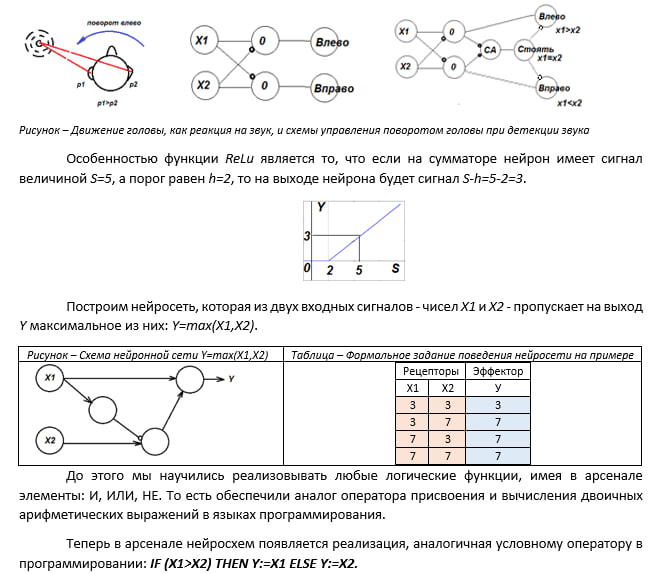 поворот влево
p1
p2
p1>p2
X1
0
Влево
X2
0
Вправо
X1
0
X2
0
СА
Влево
x1>x2
Стоять
x1=x2
Вправо
x1<x2
Рисунок – Движение головы, как реакция на звук, и схемы управления поворотом головы при детекции звука
Особенностью функции ReLu является то, что если на сумматоре нейрон имеет сигнал
величиной S=5, а порог равен h=2, то на выходе нейрона будет сигнал S-h=5-2=3.
Y
3
0 2 5 S
Построим нейросеть, которая из двух входных сигналов - чисел X1 и X2 - пропускает на выход
Y максимальное из них: Y=max(X1,X2).
Рисунок – Схема нейронной сети Y=max(X1,X2)
X1
Y
X2
Таблица – Формальное задание поведения нейросети на примере
Рецепторы Эффектор
X1 X2 У
3 3 3
3 7 7
7 3 7
7 7 7
До этого мы научились реализовывать любые логические функции, имея в арсенале
элементы: И, ИЛИ, НЕ. То есть обеспечили аналог оператора присвоения и вычисления двоичных
арифметических выражений в языках программирования.
Теперь в арсенале нейросхем появляется реализация, аналогичная условному оператору в
программировании: IF (X1>X2) THEN Y:=X1 ELSE Y:=X2.